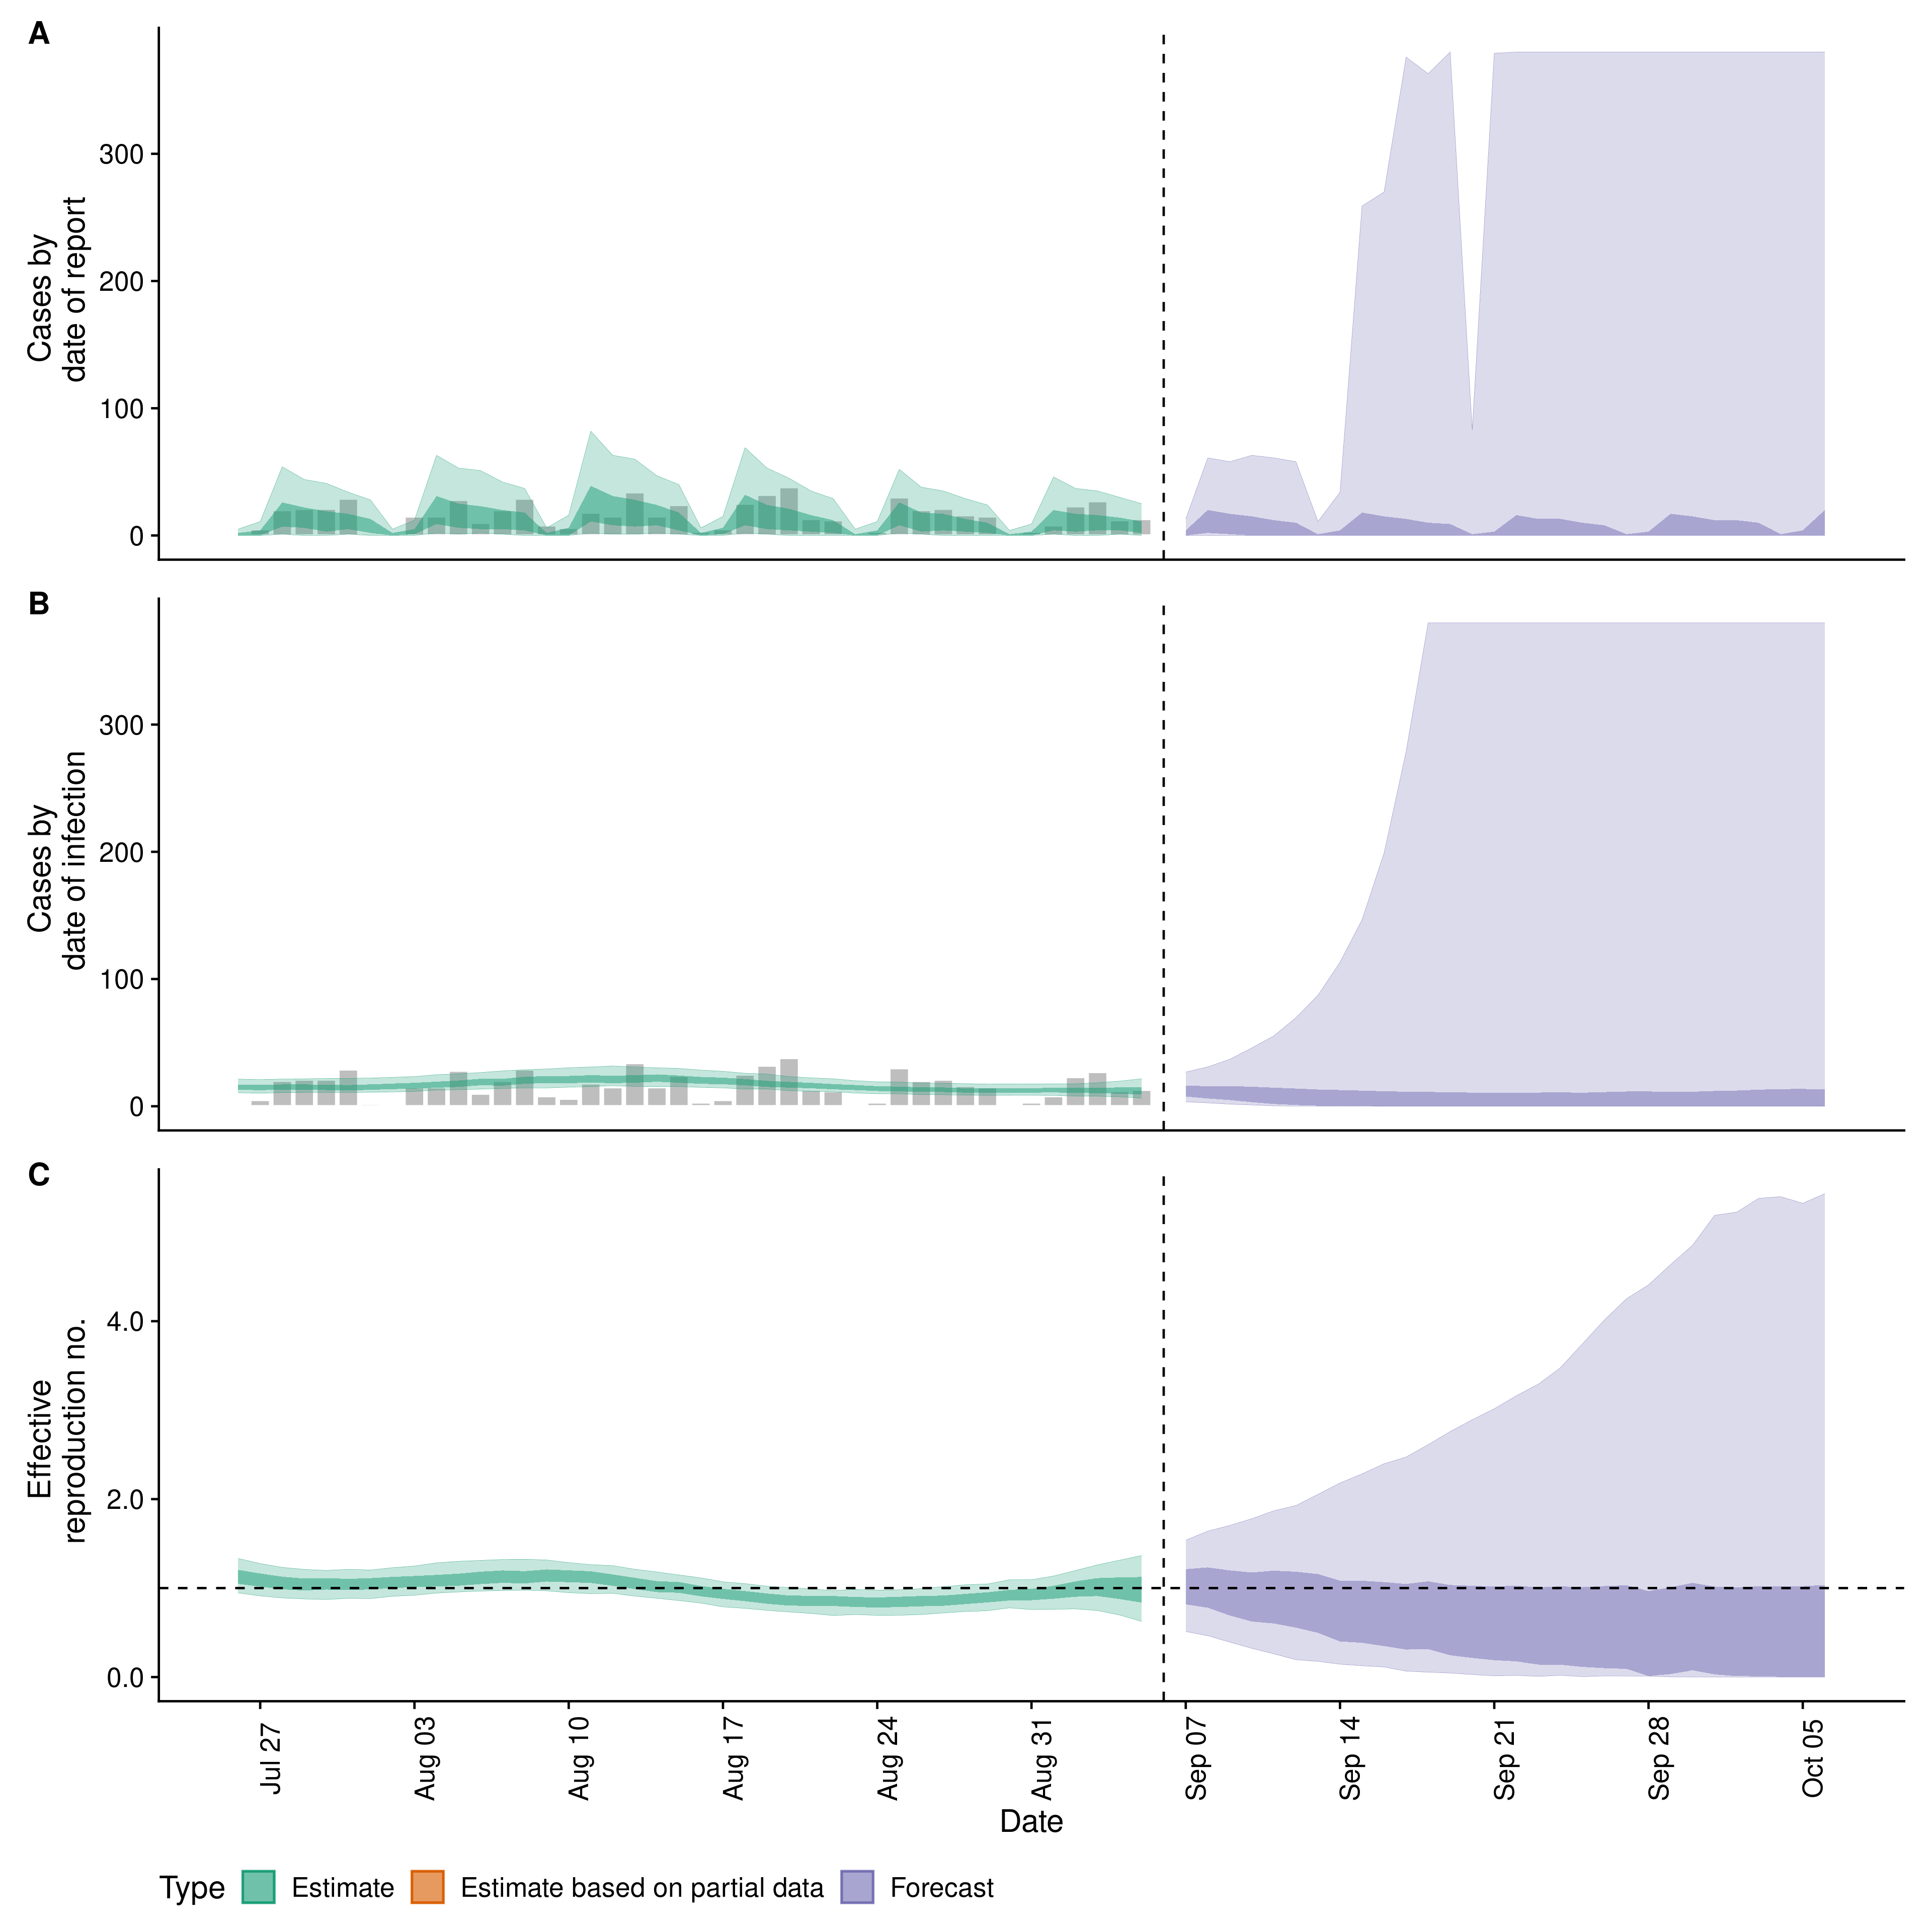 A
Cases by
date of report
300
200
100
0
B
Cases by
date of infection
300
200
100
0
C
Effective
reproduction no.
4.0
2.0
0.0
Jul 27
Aug 03
Aug 10
Aug 17
Aug 24
Aug 31
Sep 07
Sep 14
Sep 21
Sep 28
Oct 05
Date
Type Estimate Estimate based on partial data Forecast